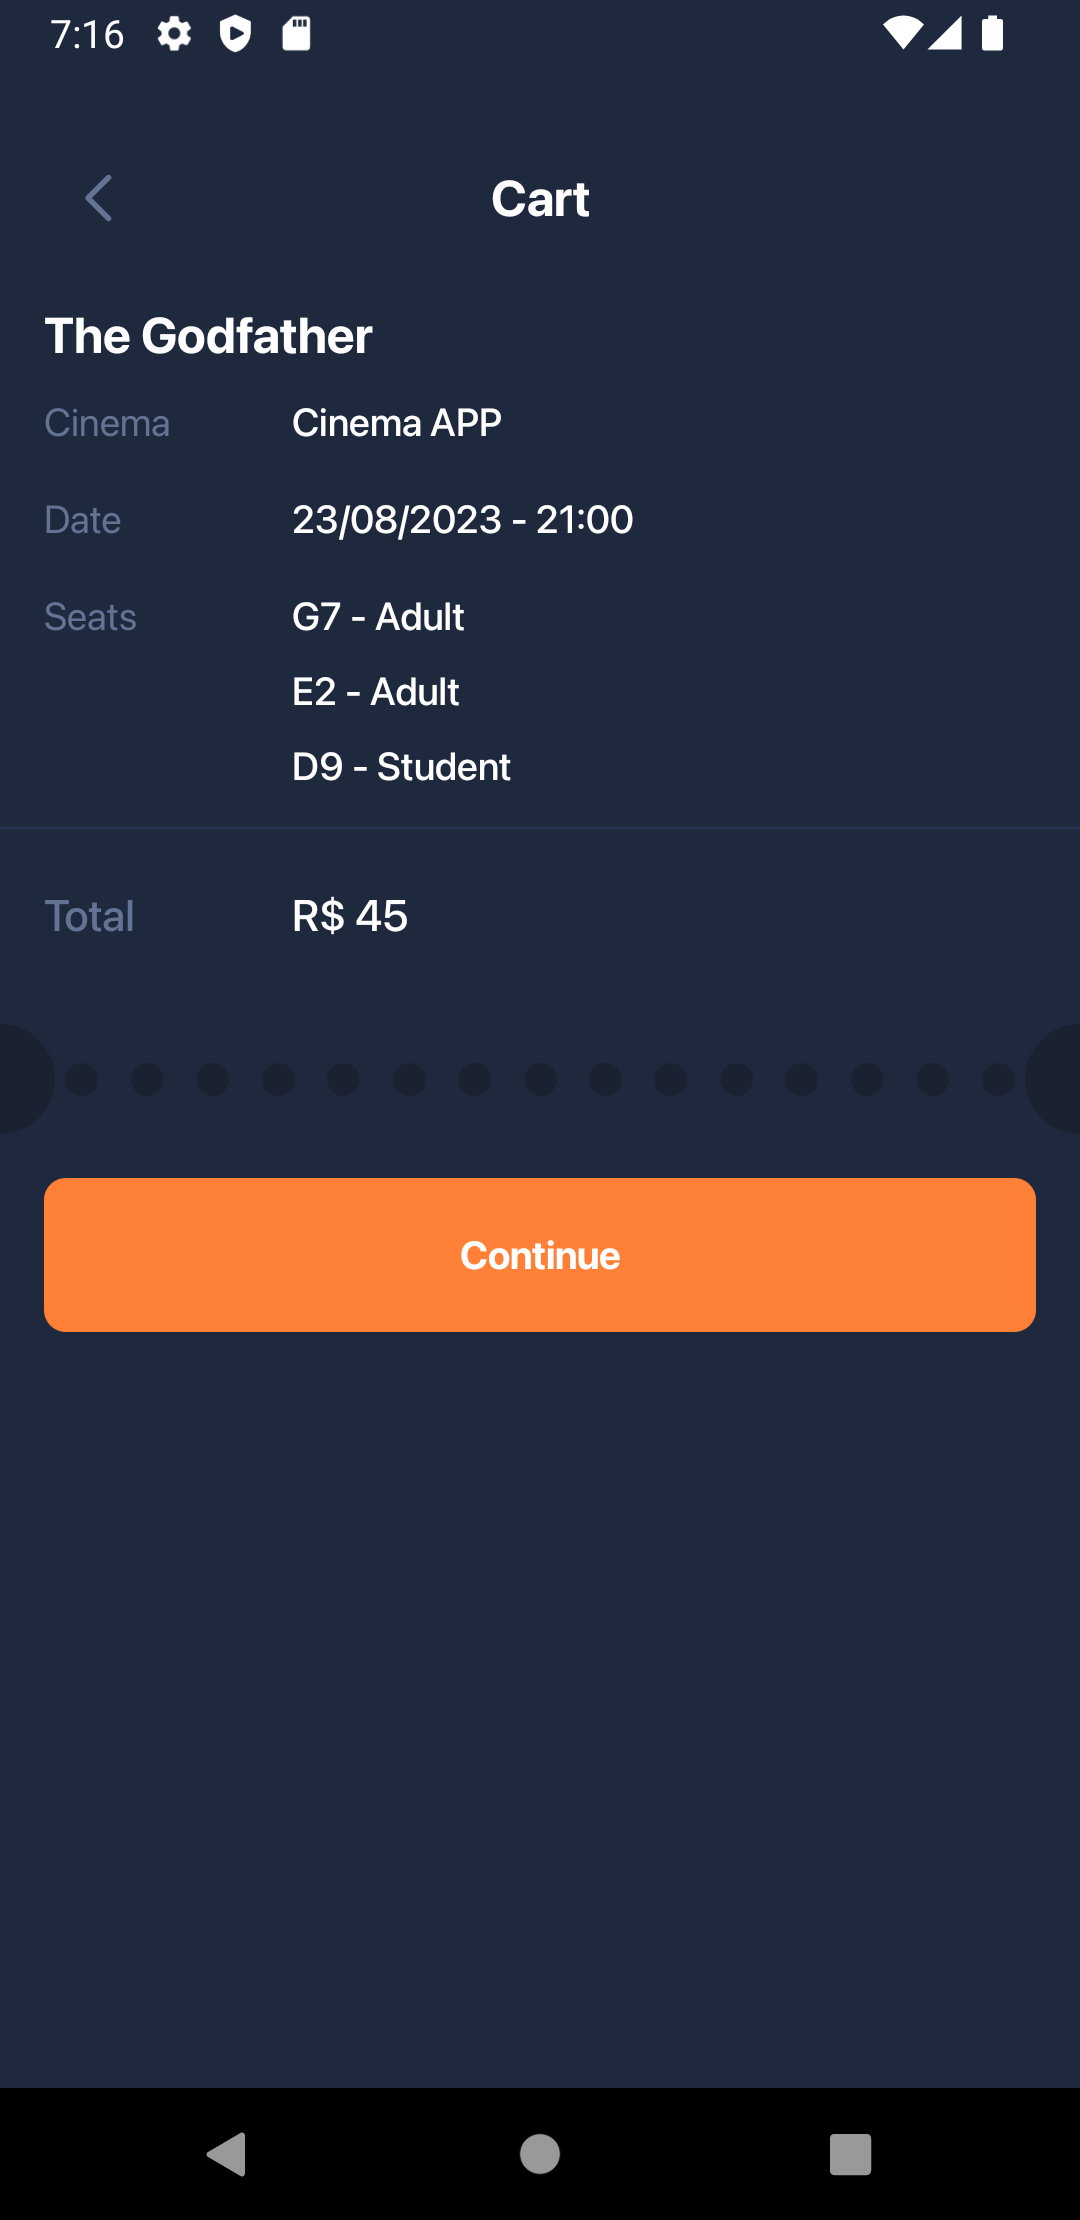 7:16
Cart
The Godfather
Cinema Cinema APP
Date 23/08/2023 - 21:00
Seats G7 - Adult
E2 - Adult
D9 - Student
Total R$ 45
Continue